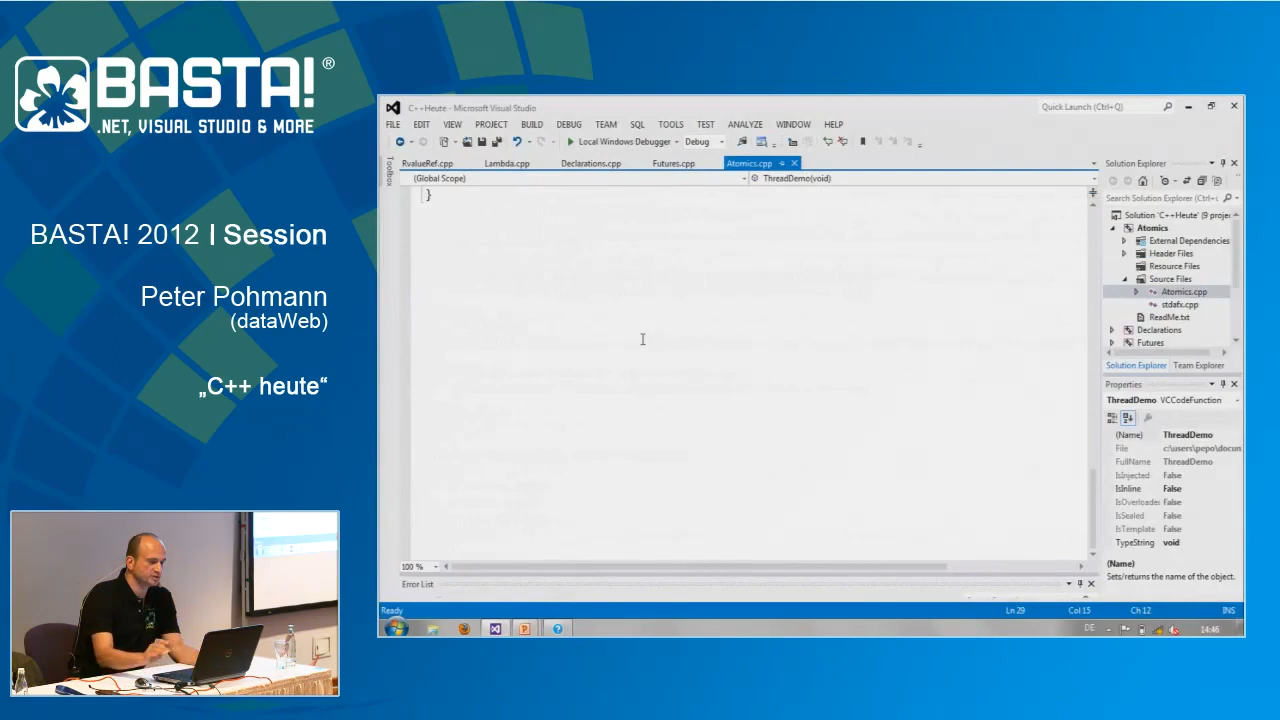 BASTA!®
.NET, VISUAL STUDIO & MORE
BASTA! 2012 | Session
Peter Pohmann
(dataWeb)
„C++ heute“
C++Heute - Microsoft Visual Studio
Quick Launch (Ctrl+Q)
FILE EDIT VIEW PROJECT BUILD DEBUG TEAM SQL TOOLS TEST ANALYZE WINDOW HELP
Local Windows Debugger Debug
Toolbox
RvalueRef.cpp Lambda.cpp Declarations.cpp Futures.cpp Atomics.cpp
(Global Scope) ThreadDemo(void)
}
100 %
Error List
Solution Explorer
Search Solution Explorer (Ctrl+
Solution 'C++Heute' (9 projec
Atomics
External Dependencies
Header Files
Resource Files
Source Files
Atomics.cpp
stdafx.cpp
ReadMe.txt
Declarations
Futures
Solution Explorer Team Explorer
Properties
ThreadDemo VCCodeFunction
(Name) ThreadDemo
File c:\users\pepo\docun
FullName ThreadDemo
IsInjected False
IsInline False
IsOverloade False
IsSealed False
IsTemplate False
TypeString void
(Name)
Sets/returns the name of the object.
Ready Ln 29 Col 15 Ch 12 INS
DE 14:46